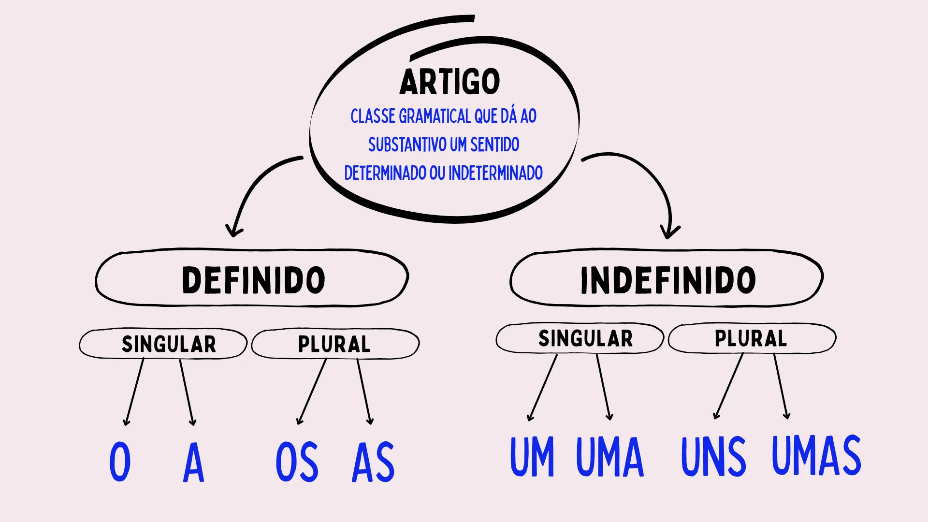 ARTIGO
CLASSE GRAMATICAL QUE DÁ AO
SUBSTANTIVO UM SENTIDO
DETERMINADO OU INDETERMINADO
DEFINIDO
INDEFINIDO
SINGULAR
PLURAL
SINGULAR
PLURAL
O A OS AS
UM UMA UNS UMAS